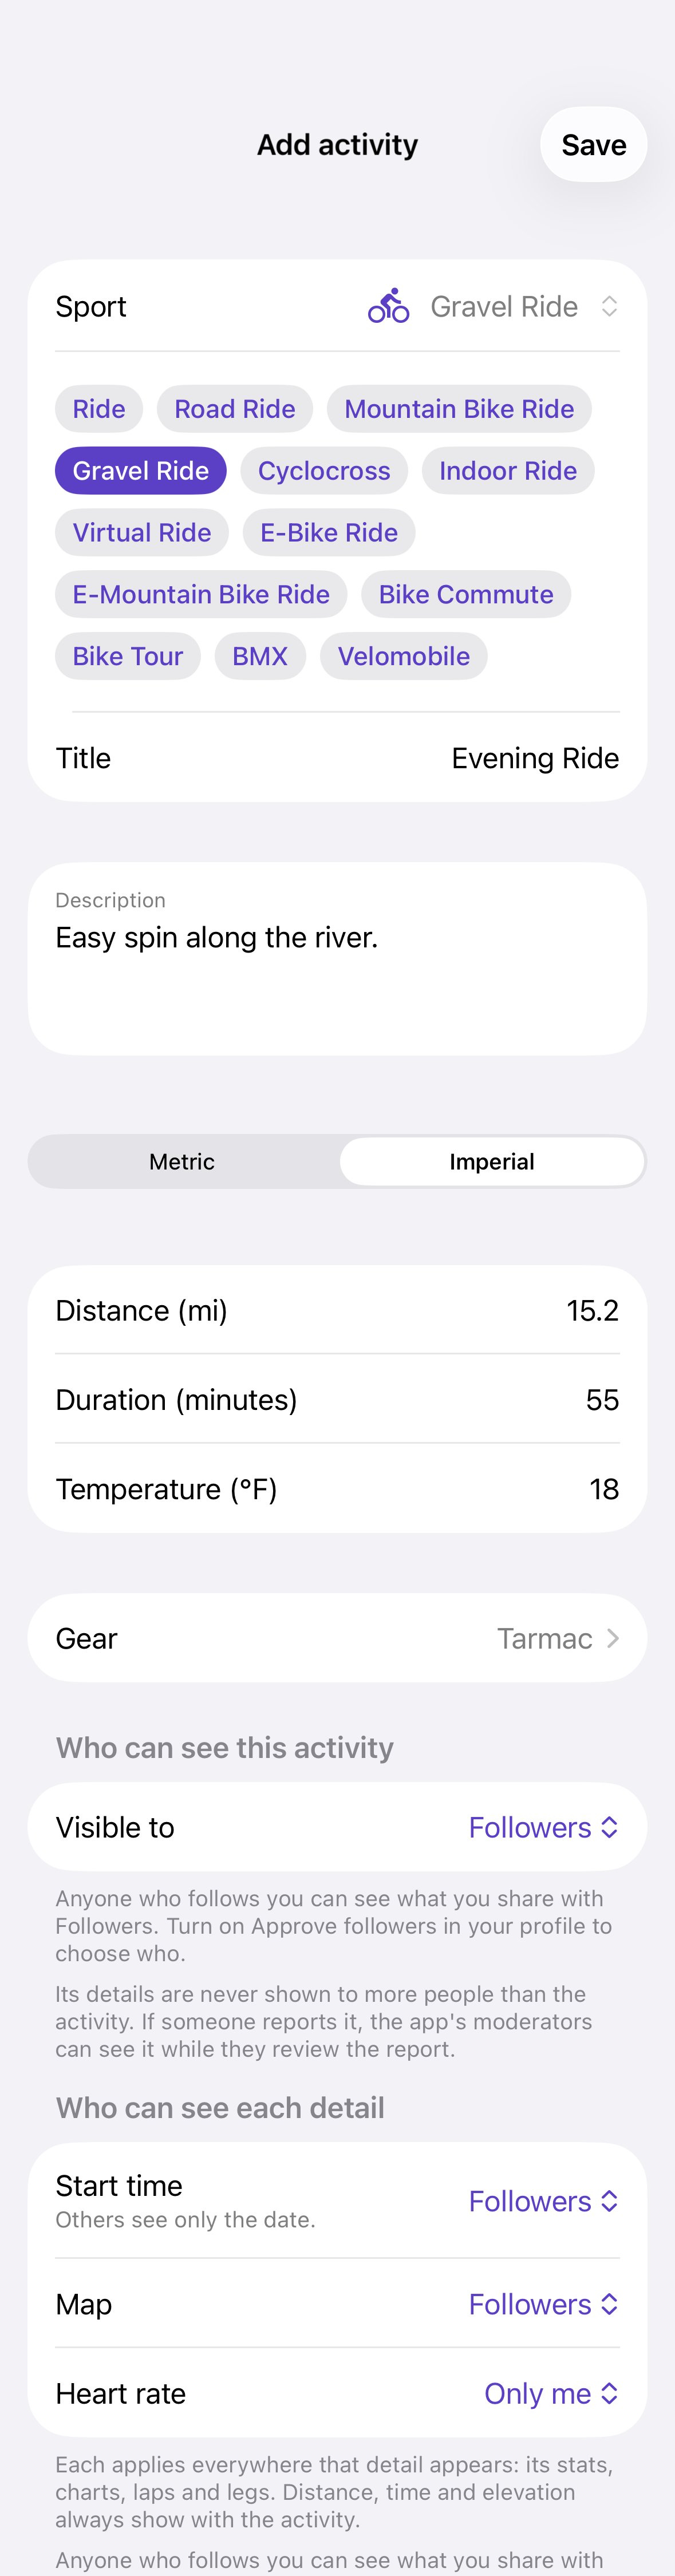 Add activity
Save
Sport
Gravel Ride
Ride
Road Ride
Mountain Bike Ride
Gravel Ride
Cyclocross
Indoor Ride
Virtual Ride
E-Bike Ride
E-Mountain Bike Ride
Bike Commute
Bike Tour
BMX
Velomobile
Title
Evening Ride
Description
Easy spin along the river.
Metric
Imperial
Distance (mi)
15.2
Duration (minutes)
55
Temperature (°F)
18
Gear
Tarmac
Who can see this activity
Visible to
Followers
Anyone who follows you can see what you share with
Followers. Turn on Approve followers in your profile to
choose who.
Its details are never shown to more people than the
activity. If someone reports it, the app's moderators
can see it while they review the report.
Who can see each detail
Start time
Others see only the date.
Followers
Map
Followers
Heart rate
Only me
Each applies everywhere that detail appears: its stats,
charts, laps and legs. Distance, time and elevation
always show with the activity.
Anyone who follows you can see what you share with